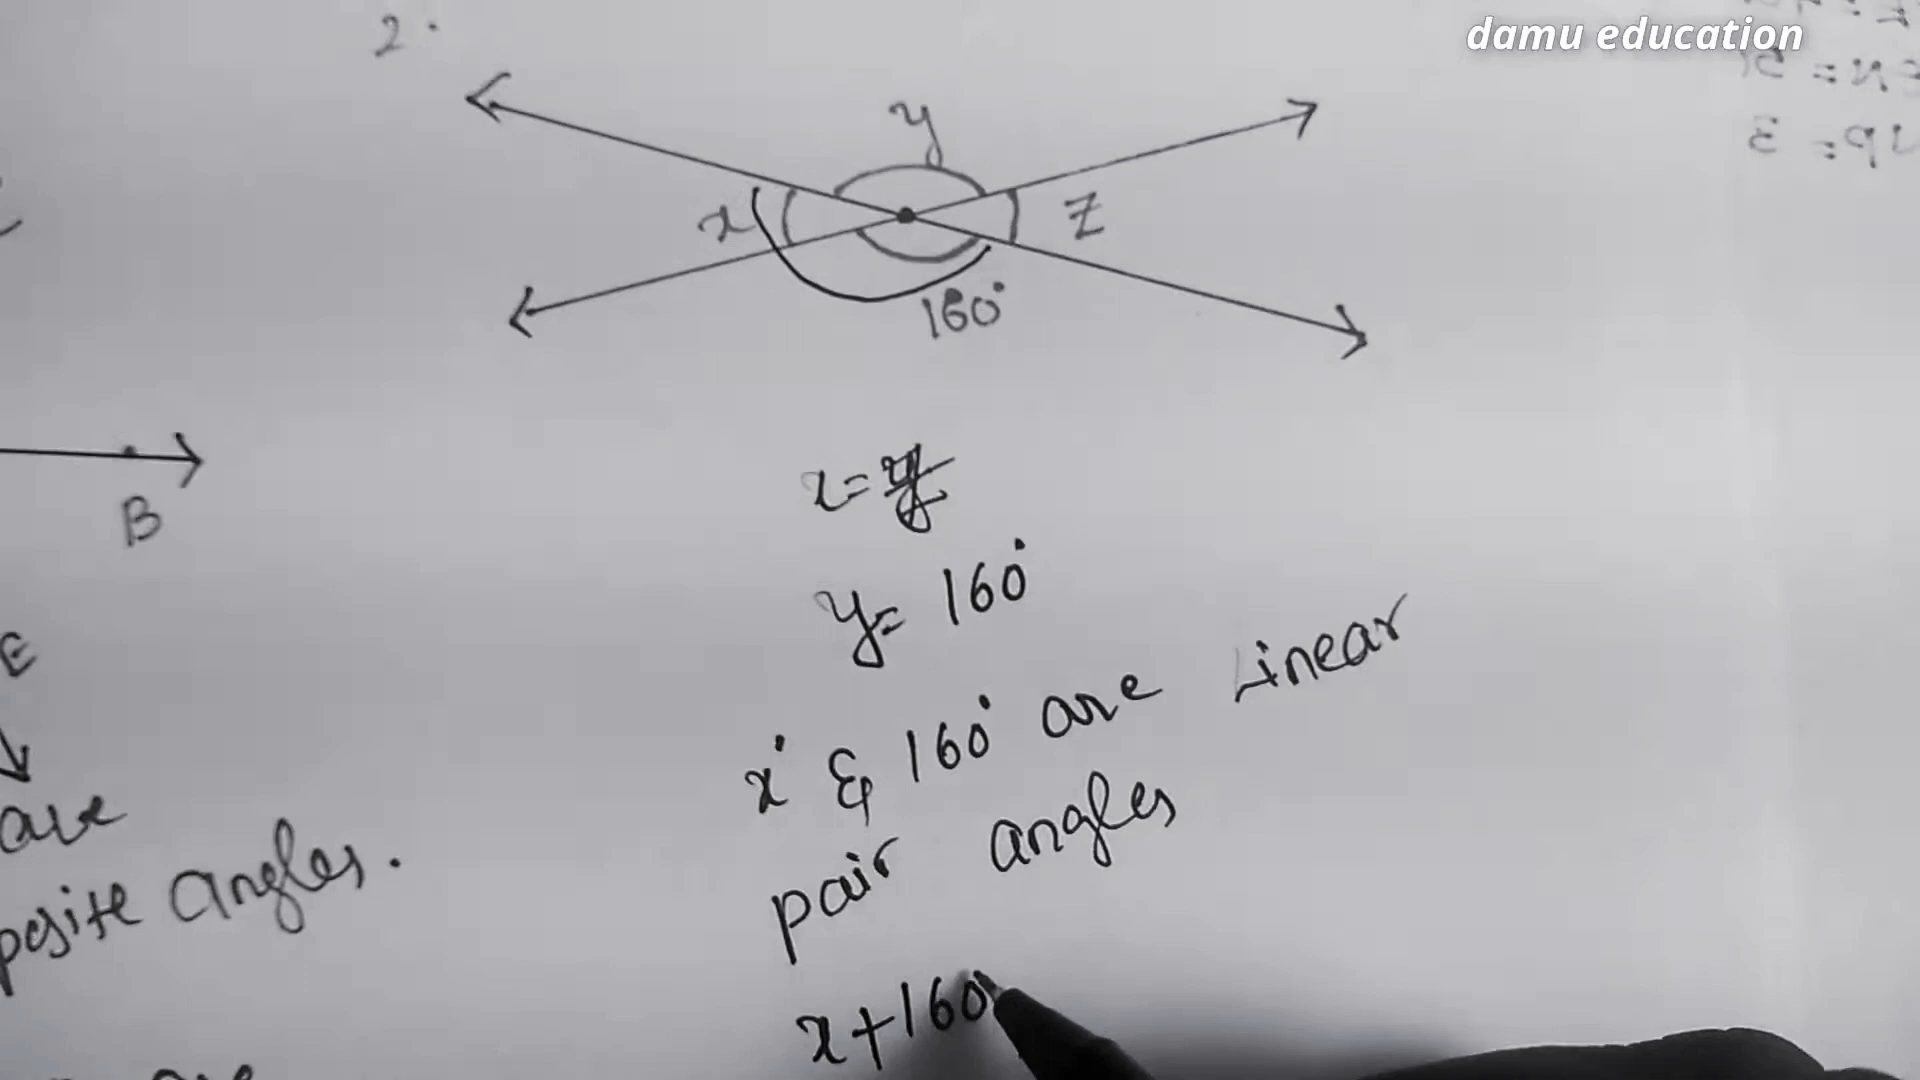 damu education
2.
y
x
z
160°
B
x=y
y= 160°
E
x° & 160° are Linear
are
pair angles
posite angles.
x+160